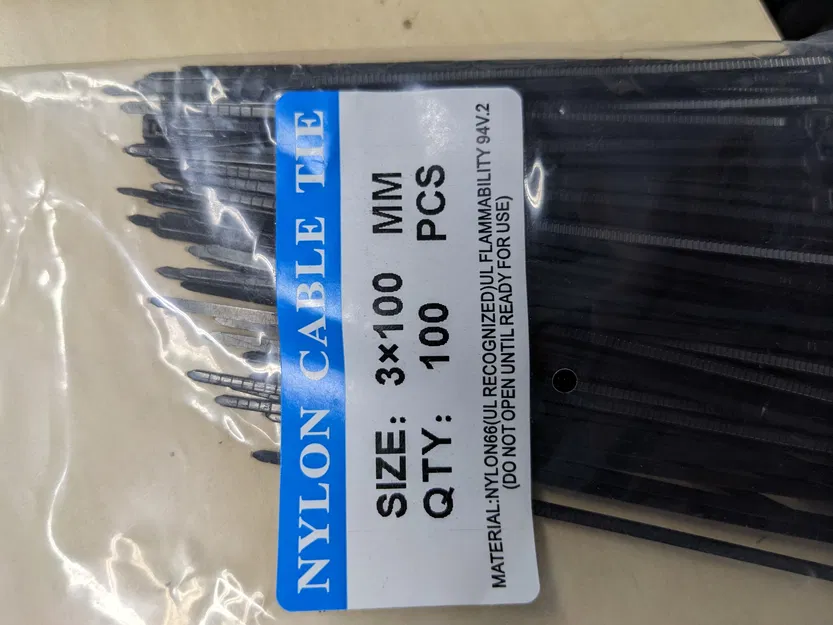 NYLON CABLE TIE
SIZE: 3×100 MM
QTY: 100 PCS
MATERIAL:NYLON66(UL RECOGNIZED)UL FLAMMABILITY 94V.2
(DO NOT OPEN UNTIL READY FOR USE)